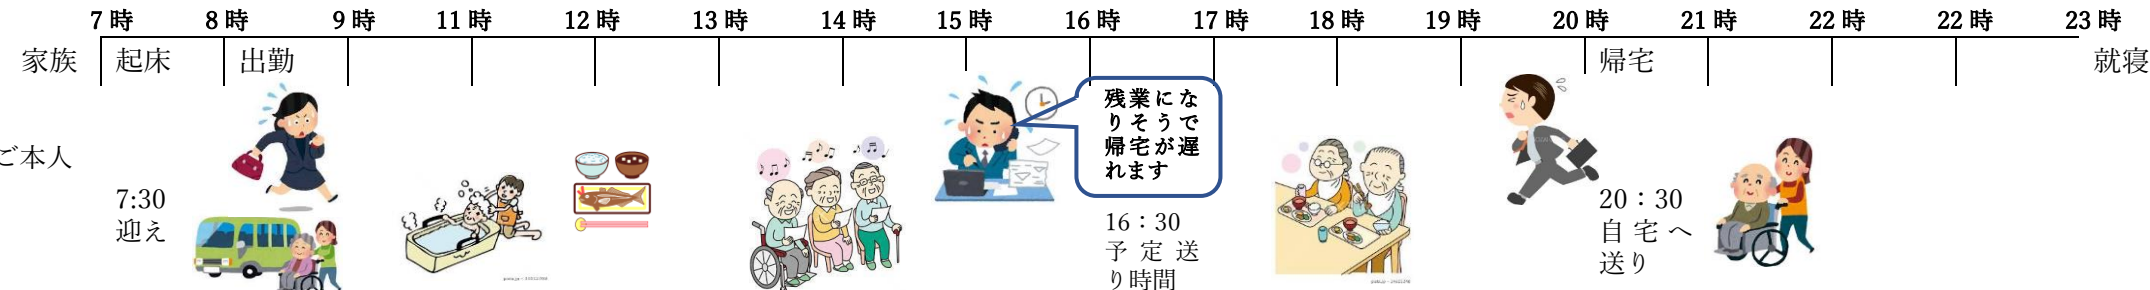 7時 8時 9時 11時 12時 13時 14時 15時 16時 17時 18時 19時 20時 21時 22時 22時 23時
家族 起床 出勤 帰宅 就寝
残業にな
りそうで
帰宅が遅
れます
ご本人
7:30
迎え
16：30
予定送
り時間
20：30
自宅へ
送り